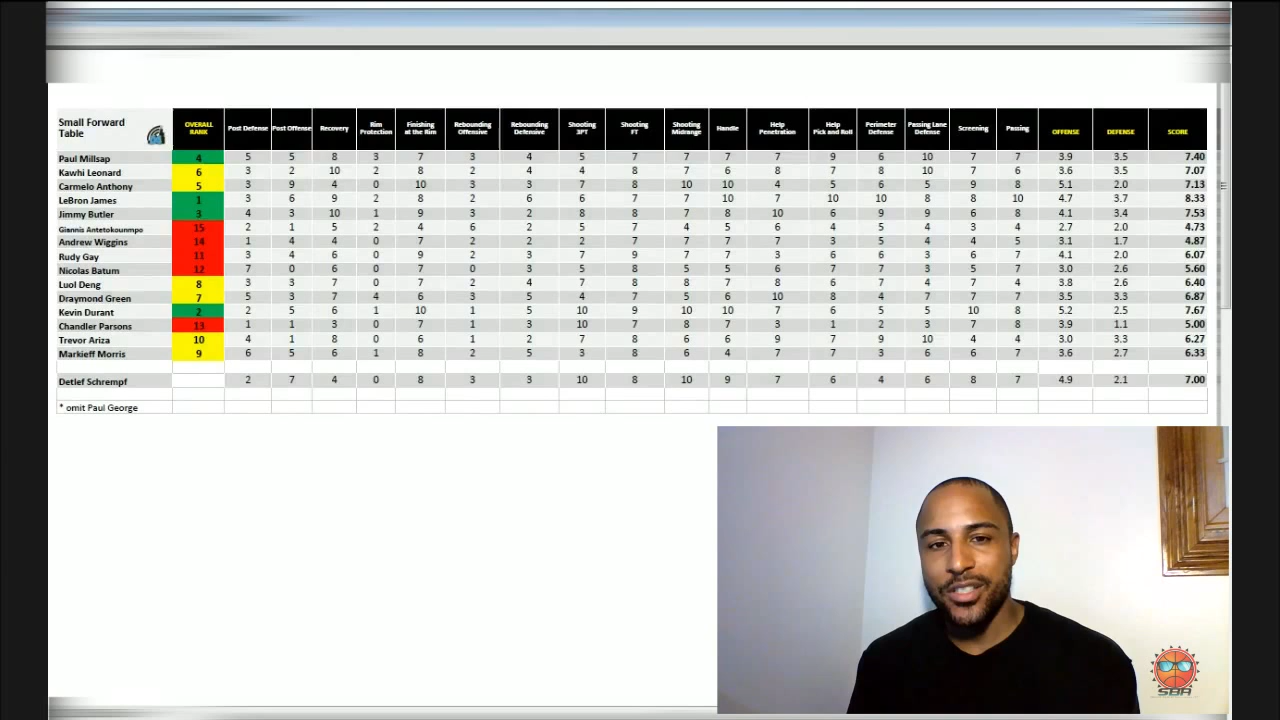 Small Forward Table OVERALL RANK Post Defense Post Offense Recovery Rim Protection Finishing at the Rim Rebounding Offensive Rebounding Defensive Shooting 3PT Shooting FT Shooting Midrange Handle Help Penetration Help Pick and Roll Perimeter Defense Passing Lane Defense Screening Passing OFFENSE DEFENSE SCORE
Paul Millsap 4 5 5 8 3 7 3 4 5 7 7 7 7 9 6 10 7 7 3.9 3.5 7.40
Kawhi Leonard 6 3 2 10 2 8 2 4 4 8 7 6 8 7 8 10 7 6 3.6 3.5 7.07
Carmelo Anthony 5 3 9 4 0 10 3 3 7 8 10 10 4 5 6 5 9 8 5.1 2.0 7.13
LeBron James 1 3 6 9 2 8 2 6 6 7 7 10 7 10 10 8 8 10 4.7 3.7 8.33
Jimmy Butler 3 4 3 10 1 9 3 2 8 8 7 8 10 6 9 9 6 8 4.1 3.4 7.53
Giannis Antetokounmpo 15 2 1 5 2 4 6 2 5 7 4 5 6 4 5 4 3 4 2.7 2.0 4.73
Andrew Wiggins 14 1 4 4 0 7 2 2 2 7 7 7 7 3 5 4 4 5 3.1 1.7 4.87
Rudy Gay 11 3 4 6 0 9 2 3 7 9 7 7 3 6 6 3 6 7 4.1 2.0 6.07
Nicolas Batum 12 7 0 6 0 7 0 3 5 8 5 5 6 7 7 3 5 7 3.0 2.6 5.60
Luol Deng 8 3 3 7 0 7 2 4 7 8 8 7 8 6 7 4 7 4 3.8 2.6 6.40
Draymond Green 7 5 3 7 4 6 3 5 4 7 5 6 10 8 4 7 7 7 3.5 3.3 6.87
Kevin Durant 2 2 5 6 1 10 1 5 10 9 10 10 7 6 5 5 10 8 5.2 2.5 7.67
Chandler Parsons 13 1 1 3 0 7 1 3 10 7 8 7 3 1 2 3 7 8 3.9 1.1 5.00
Trevor Ariza 10 4 1 8 0 6 1 2 7 8 6 6 9 7 9 10 4 4 3.0 3.3 6.27
Markieff Morris 9 6 5 6 1 8 2 5 3 8 6 4 7 7 3 6 6 7 3.6 2.7 6.33
Detlef Schrempf 2 7 4 0 8 3 3 10 8 10 9 7 6 4 6 8 7 4.9 2.1 7.00
* omit Paul George
SBA